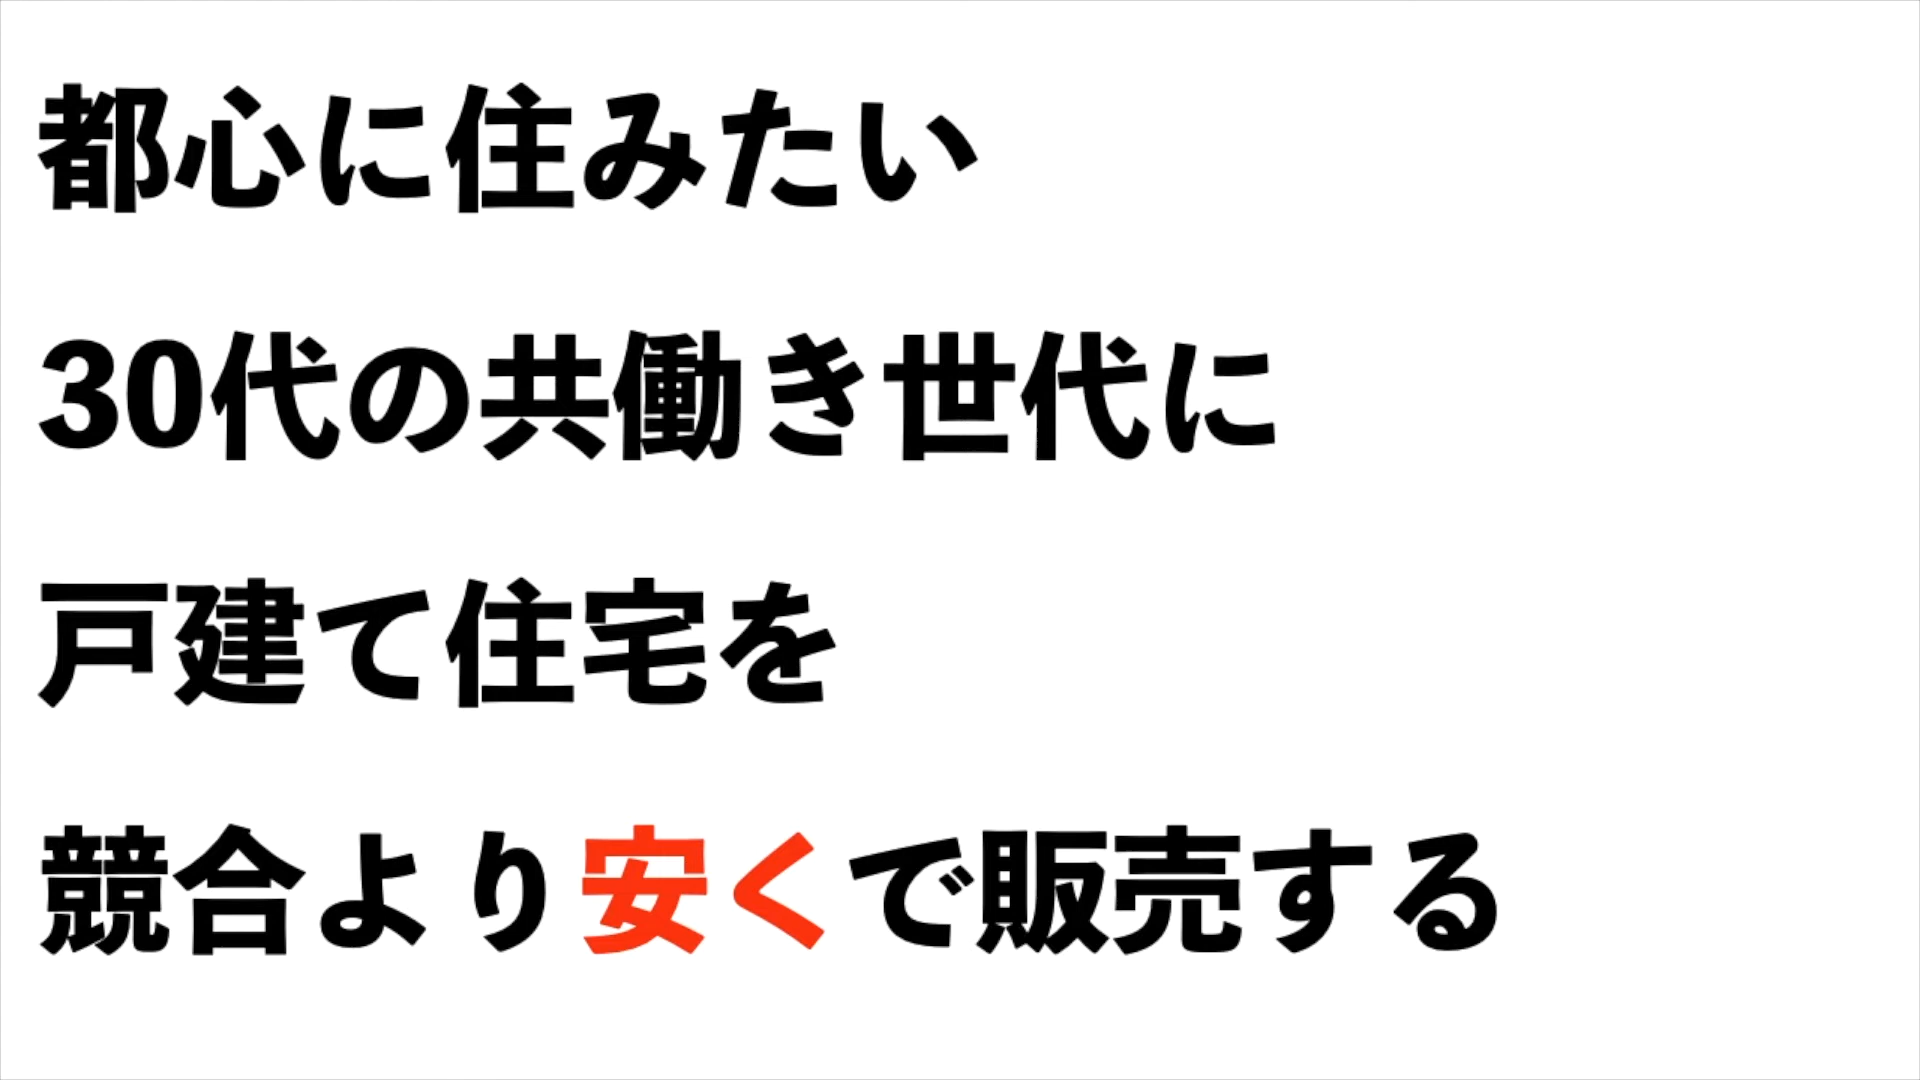 都心に住みたい
30代の共働き世代に
戸建て住宅を
競合より安くで販売する